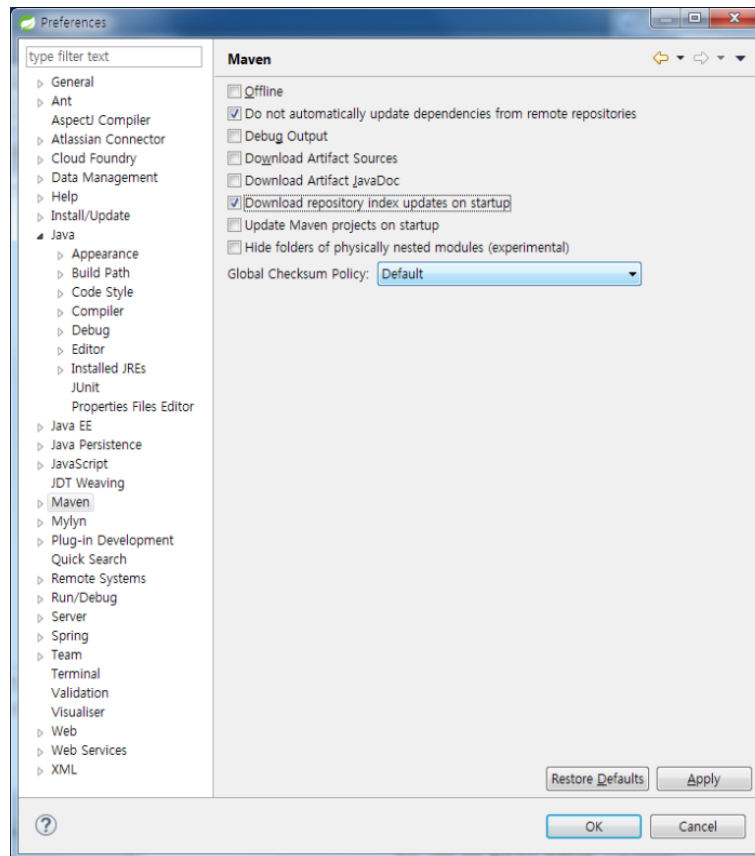 Preferences
type filter text
General
Ant
AspectJ Compiler
Atlassian Connector
Cloud Foundry
Data Management
Help
Install/Update
Java
Appearance
Build Path
Code Style
Compiler
Debug
Editor
Installed JREs
JUnit
Properties Files Editor
Java EE
Java Persistence
JavaScript
JDT Weaving
Maven
Mylyn
Plug-in Development
Quick Search
Remote Systems
Run/Debug
Server
Spring
Team
Terminal
Validation
Visualiser
Web
Web Services
XML
Maven
Offline
Do not automatically update dependencies from remote repositories
Debug Output
Download Artifact Sources
Download Artifact JavaDoc
Download repository index updates on startup
Update Maven projects on startup
Hide folders of physically nested modules (experimental)
Global Checksum Policy: Default
Restore Defaults Apply
? OK Cancel